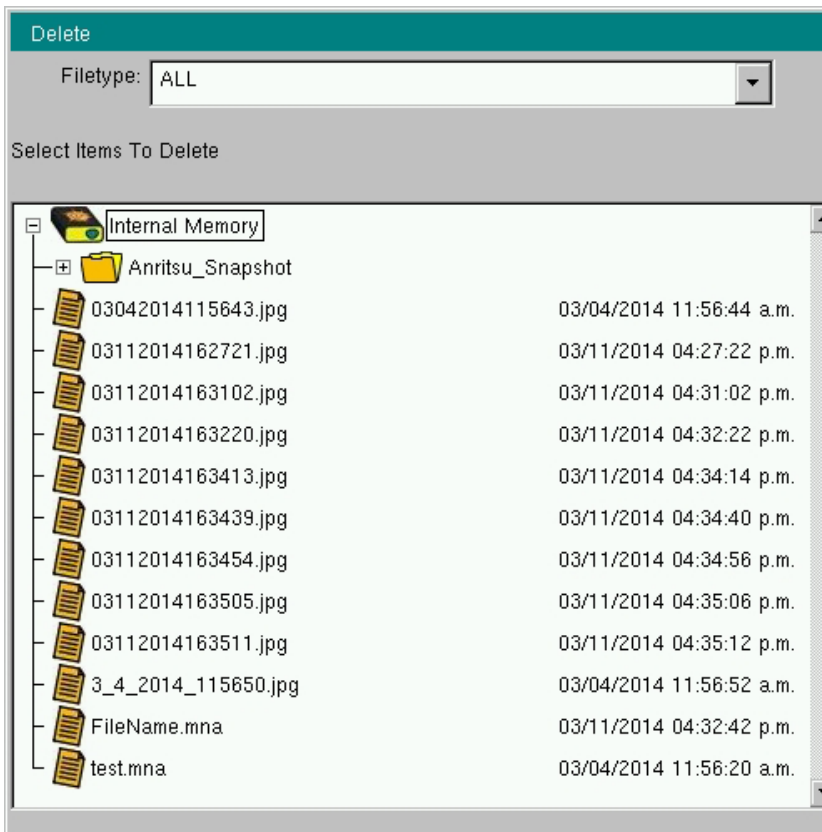 Delete
Filetype: ALL
Select Items To Delete
Internal Memory
Anritsu_Snapshot
03042014115643.jpg 03/04/2014 11:56:44 a.m.
03112014162721.jpg 03/11/2014 04:27:22 p.m.
03112014163102.jpg 03/11/2014 04:31:02 p.m.
03112014163220.jpg 03/11/2014 04:32:22 p.m.
03112014163413.jpg 03/11/2014 04:34:14 p.m.
03112014163439.jpg 03/11/2014 04:34:40 p.m.
03112014163454.jpg 03/11/2014 04:34:56 p.m.
03112014163505.jpg 03/11/2014 04:35:06 p.m.
03112014163511.jpg 03/11/2014 04:35:12 p.m.
3_4_2014_115650.jpg 03/04/2014 11:56:52 a.m.
FileName.mna 03/11/2014 04:32:42 p.m.
test.mna 03/04/2014 11:56:20 a.m.